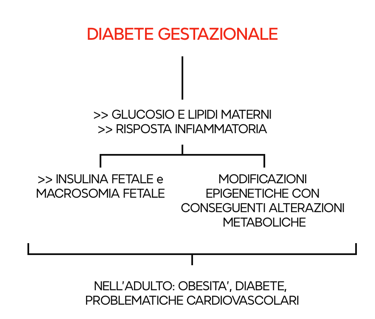 DIABETE GESTAZIONALE
>> GLUCOSIO E LIPIDI MATERNI
>> RISPOSTA INFIAMMATORIA
>> INSULINA FETALE e
MACROSOMIA FETALE
MODIFICAZIONI
EPIGENETICHE CON
CONSEGUENTI ALTERAZIONI
METABOLICHE
NELL'ADULTO: OBESITA', DIABETE,
PROBLEMATICHE CARDIOVASCOLARI